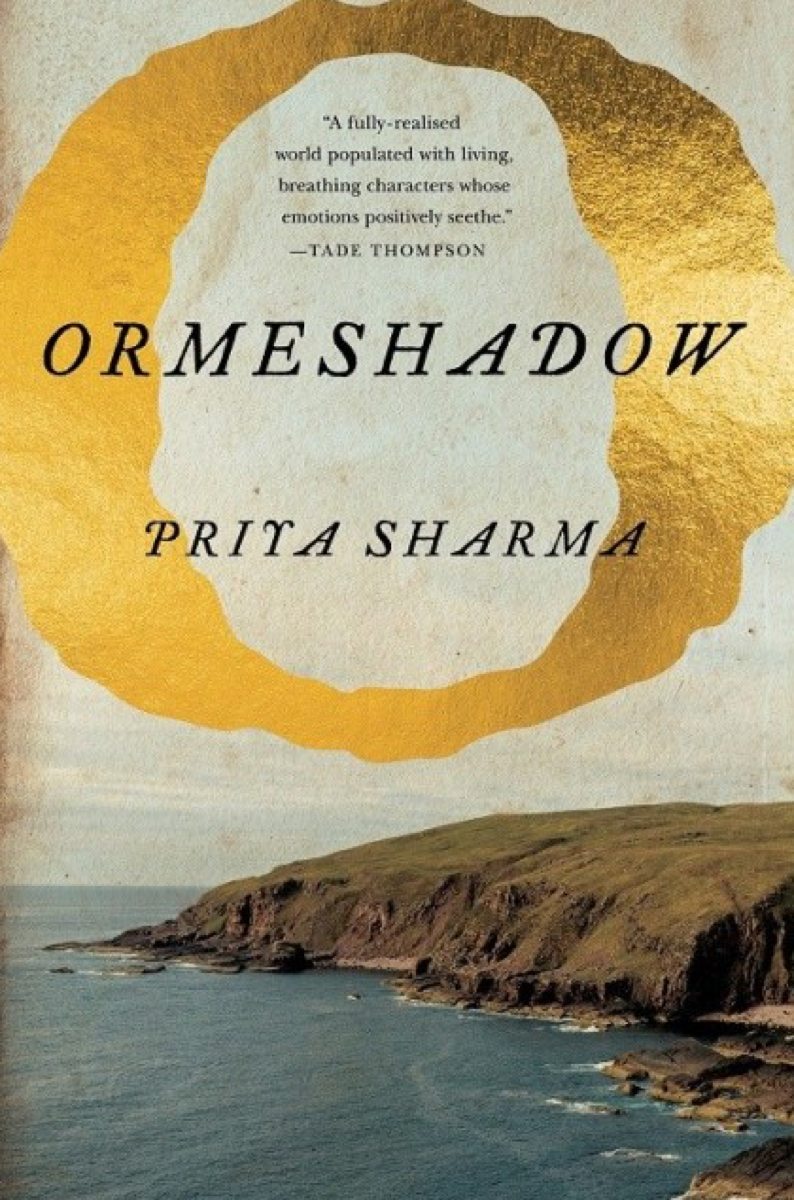 “A fully-realised
world populated with living,
breathing characters whose
emotions positively seethe.”
—TADE THOMPSON
ORMESHADOW
PRIYA SHARMA